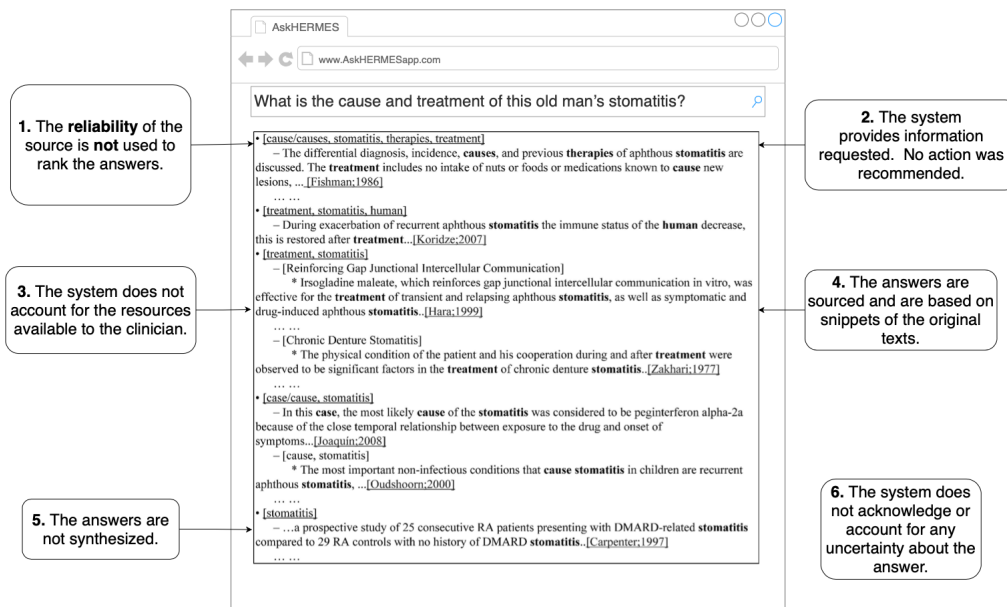 AskHERMES
www.AskHERMESapp.com
What is the cause and treatment of this old man's stomatitis?
1. The reliability of the
source is not used to
rank the answers.
2. The system
provides information
requested. No action was
recommended.
3. The system does not
account for the resources
available to the clinician.
4. The answers are
sourced and are based on
snippets of the original
texts.
5. The answers are
not synthesized.
6. The system does
not acknowledge or
account for any
uncertainty about the
answer.
• [cause/causes, stomatitis, therapies, treatment]
– The differential diagnosis, incidence, causes, and previous therapies of aphthous stomatitis are
discussed. The treatment includes no intake of nuts or foods or medications known to cause new
lesions, ... [Fishman;1986]
... ...
• [treatment, stomatitis, human]
– During exacerbation of recurrent aphthous stomatitis the immune status of the human decrease,
this is restored after treatment...[Koridze;2007]
• [treatment, stomatitis]
– [Reinforcing Gap Junctional Intercellular Communication]
* Irsogladine maleate, which reinforces gap junctional intercellular communication in vitro, was
effective for the treatment of transient and relapsing aphthous stomatitis, as well as symptomatic and
drug-induced aphthous stomatitis..[Hara;1999]
... ...
– [Chronic Denture Stomatitis]
* The physical condition of the patient and his cooperation during and after treatment were
observed to be significant factors in the treatment of chronic denture stomatitis..[Zakhari;1977]
... ...
• [case/cause, stomatitis]
– In this case, the most likely cause of the stomatitis was considered to be peginterferon alpha-2a
because of the close temporal relationship between exposure to the drug and onset of
symptoms...[Joaquín;2008]
– [cause, stomatitis]
* The most important non-infectious conditions that cause stomatitis in children are recurrent
aphthous stomatitis, ...[Oudshoorn;2000]
... ...
• [stomatitis]
– …a prospective study of 25 consecutive RA patients presenting with DMARD-related stomatitis
compared to 29 RA controls with no history of DMARD stomatitis..[Carpenter;1997]
... ...